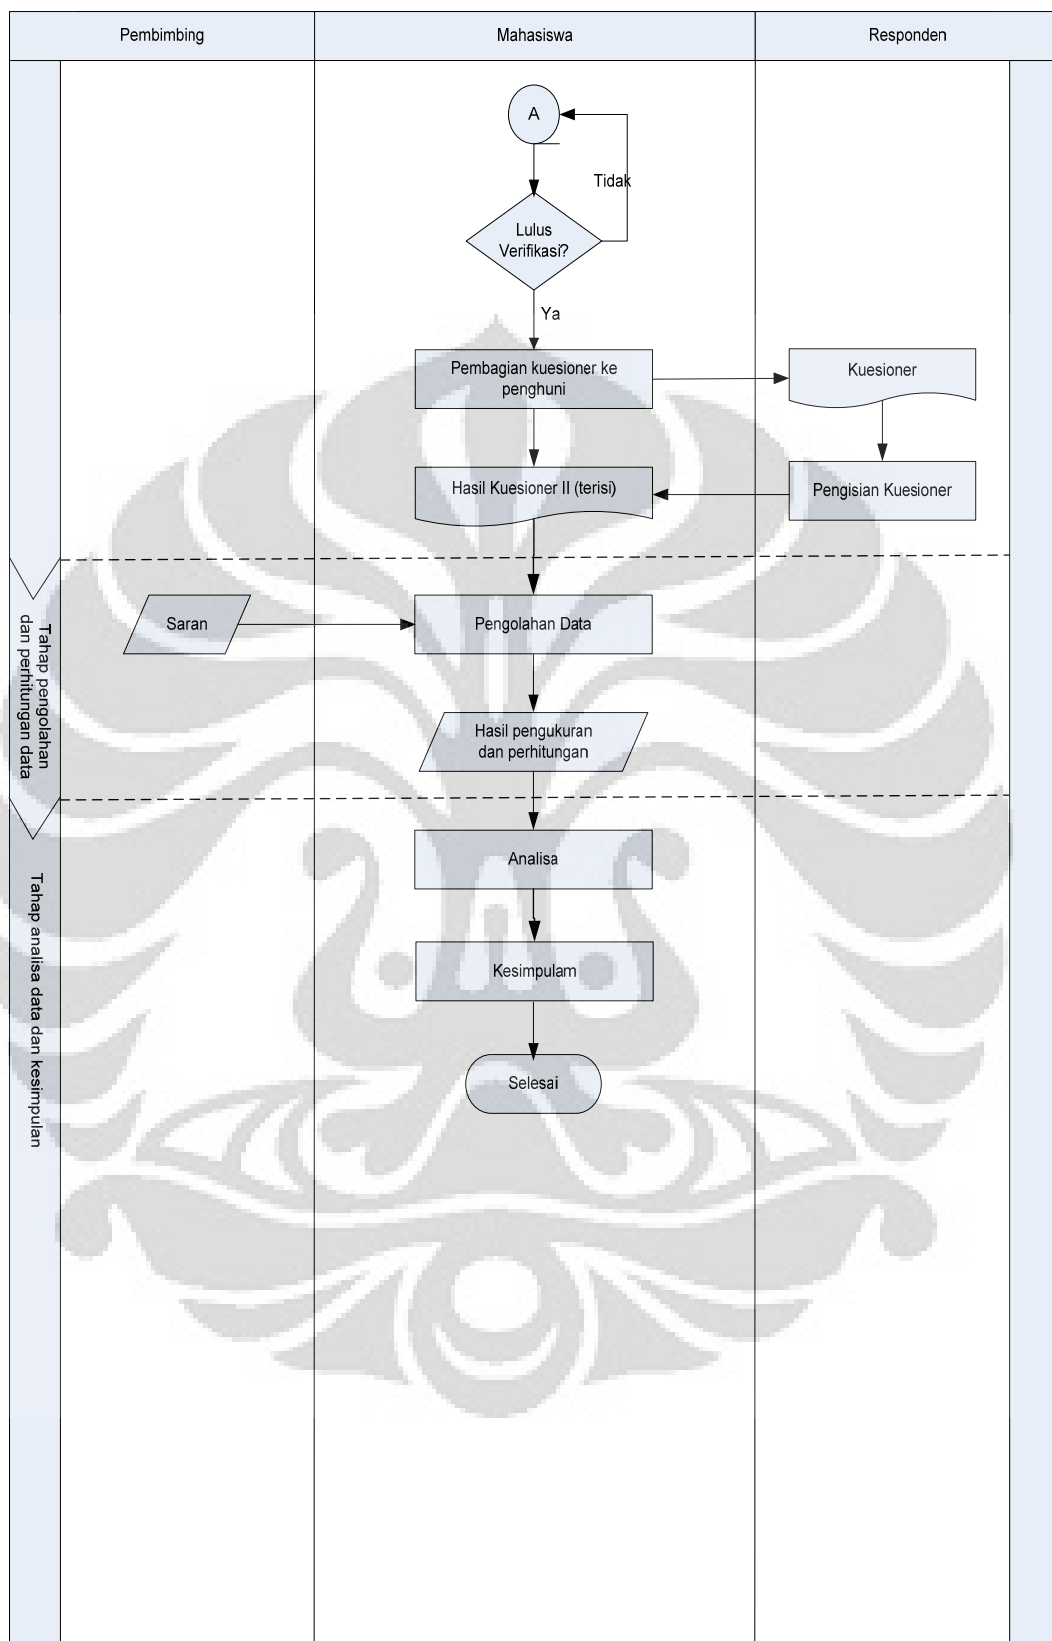 Pembimbing
Mahasiswa
Responden
A
Tidak
Lulus
Verifikasi?
Ya
Pembagian kuesioner ke
penghuni
Kuesioner
Hasil Kuesioner II (terisi)
Pengisian Kuesioner
Tahap pengolahan
dan perhitungan data
Saran
Pengolahan Data
Hasil pengukuran
dan perhitungan
Tahap analisa data dan kesimpulan
Analisa
Kesimpulam
Selesai